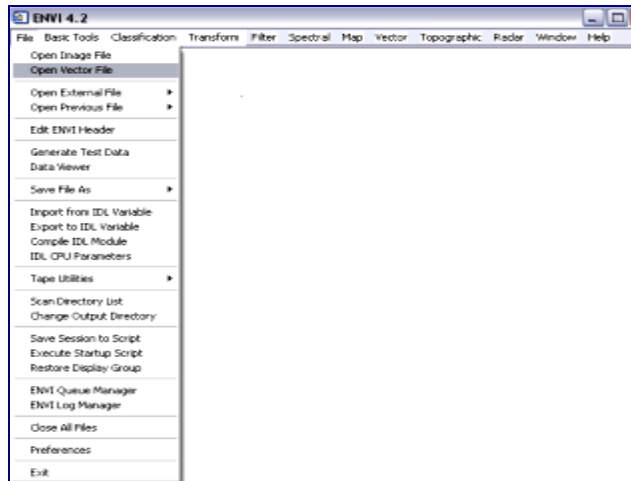 ENVI 4.2
File Basic Tools Classification Transform Filter Spectral Map Vector Topographic Radar Window Help
Open Image File
Open Vector File
Open External File
Open Previous File
Edit ENVI Header
Generate Test Data
Data Viewer
Save File As
Import from IDL Variable
Export to IDL Variable
Compile IDL Module
IDL CPU Parameters
Tape Utilities
Scan Directory List
Change Output Directory
Save Session to Script
Execute Startup Script
Restore Display Group
ENVI Queue Manager
ENVI Log Manager
Close All Files
Preferences
Exit